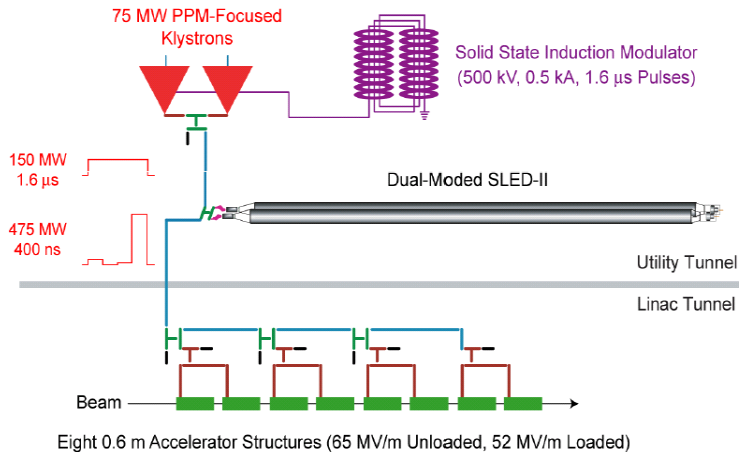 75 MW PPM-Focused
Klystrons
Solid State Induction Modulator
(500 kV, 0.5 kA, 1.6 μs Pulses)
150 MW
1.6 μs
Dual-Moded SLED-II
475 MW
400 ns
Utility Tunnel
Linac Tunnel
Beam
Eight 0.6 m Accelerator Structures (65 MV/m Unloaded, 52 MV/m Loaded)